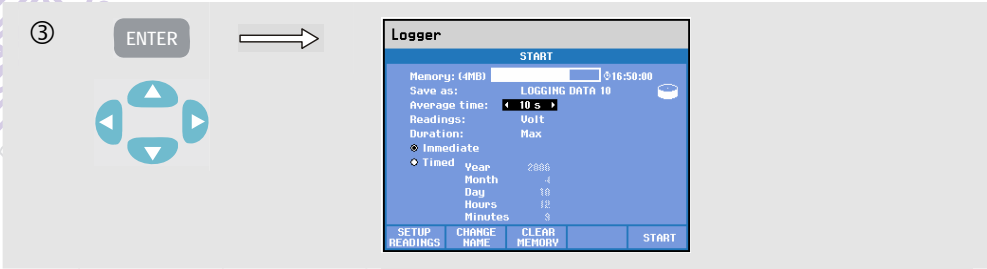 ③
ENTER
Logger
START
Memory: (4MB) 16:50:00
Save as: LOGGING DATA 10
Average time: 10 s
Readings: Volt
Duration: Max
Immediate
Timed
Year 2006
Month 4
Day 10
Hours 12
Minutes 9
SETUP READINGS
CHANGE NAME
CLEAR MEMORY
START